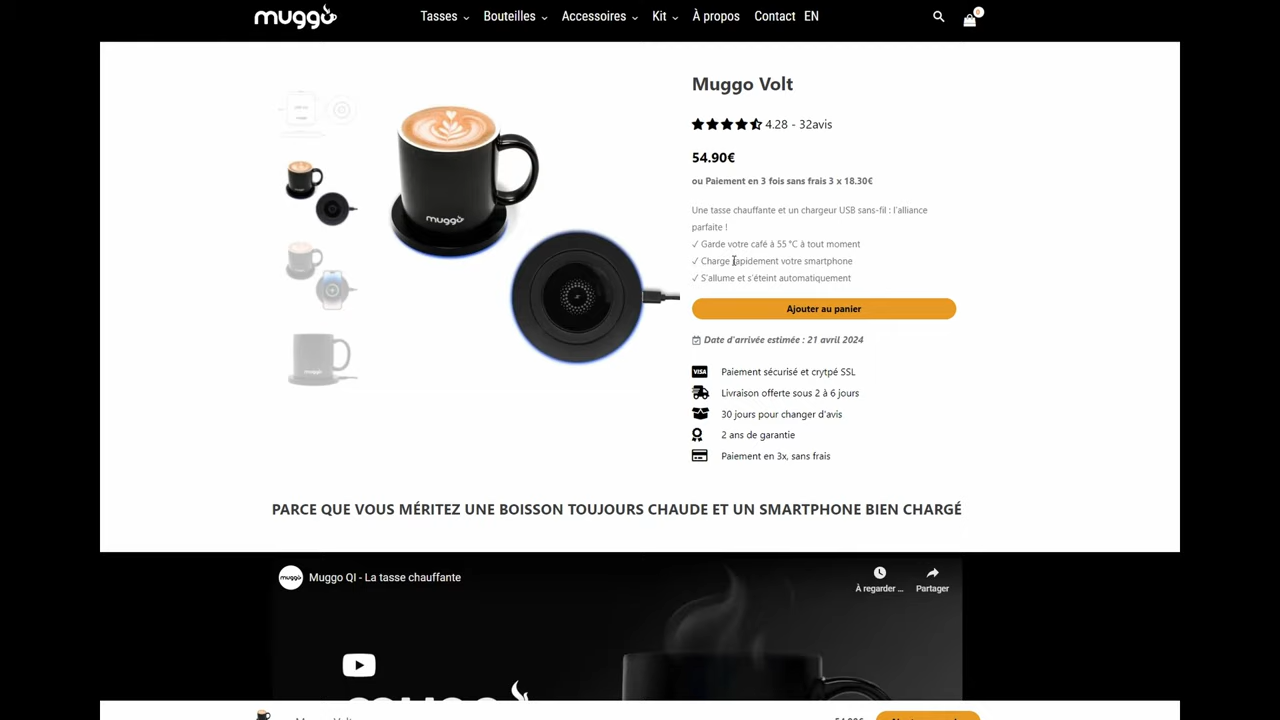 muggo
Tasses
Bouteilles
Accessoires
Kit
À propos
Contact
EN
0
Muggo Volt
4.28 - 32avis
54.90€
ou Paiement en 3 fois sans frais 3 x 18.30€
Une tasse chauffante et un chargeur USB sans-fil : l'alliance
parfaite !
✓ Garde votre café à 55 °C à tout moment
✓ Charge rapidement votre smartphone
✓ S'allume et s'éteint automatiquement
Ajouter au panier
Date d'arrivée estimée : 21 avril 2024
VISA
Paiement sécurisé et crytpé SSL
Livraison offerte sous 2 à 6 jours
30 jours pour changer d'avis
2 ans de garantie
Paiement en 3x, sans frais
muggo
PARCE QUE VOUS MÉRITEZ UNE BOISSON TOUJOURS CHAUDE ET UN SMARTPHONE BIEN CHARGÉ
muggo
Muggo QI - La tasse chauffante
À regarder ...
Partager